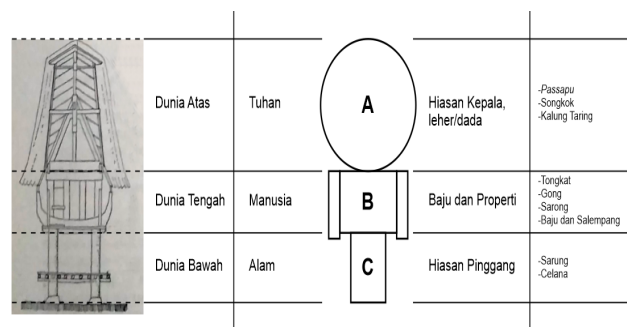 Dunia Atas
Tuhan
A
Hiasan Kepala,
leher/dada
-Passapu
-Songkok
-Kalung Taring
Dunia Tengah
Manusia
B
Baju dan Properti
-Tongkat
-Gong
-Sarong
-Baju dan Salempang
Dunia Bawah
Alam
C
Hiasan Pinggang
-Sarung
-Celana